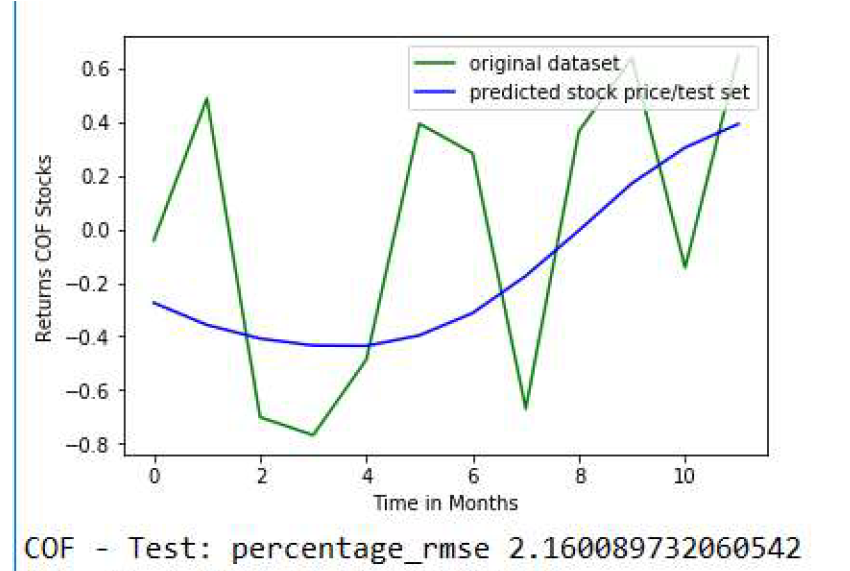 original dataset
predicted stock price/test set
0.6
0.4
0.2
0.0
−0.2
−0.4
−0.6
−0.8
Returns COF Stocks
0 2 4 6 8 10
Time in Months
COF - Test: percentage_rmse 2.160089732060542